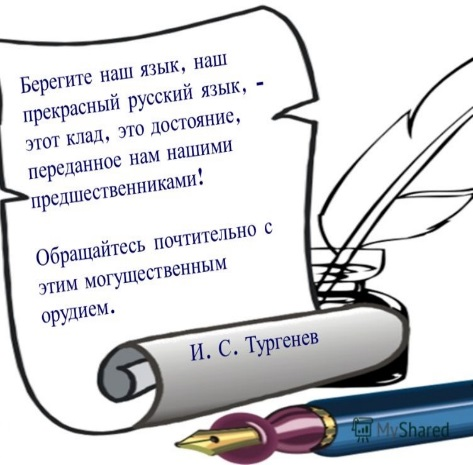 Берегите наш язык, наш
прекрасный русский язык, -
этот клад, это достояние,
переданное нам нашими
предшественниками!
Обращайтесь почтительно с
этим могущественным
орудием.
И. С. Тургенев
MyShared